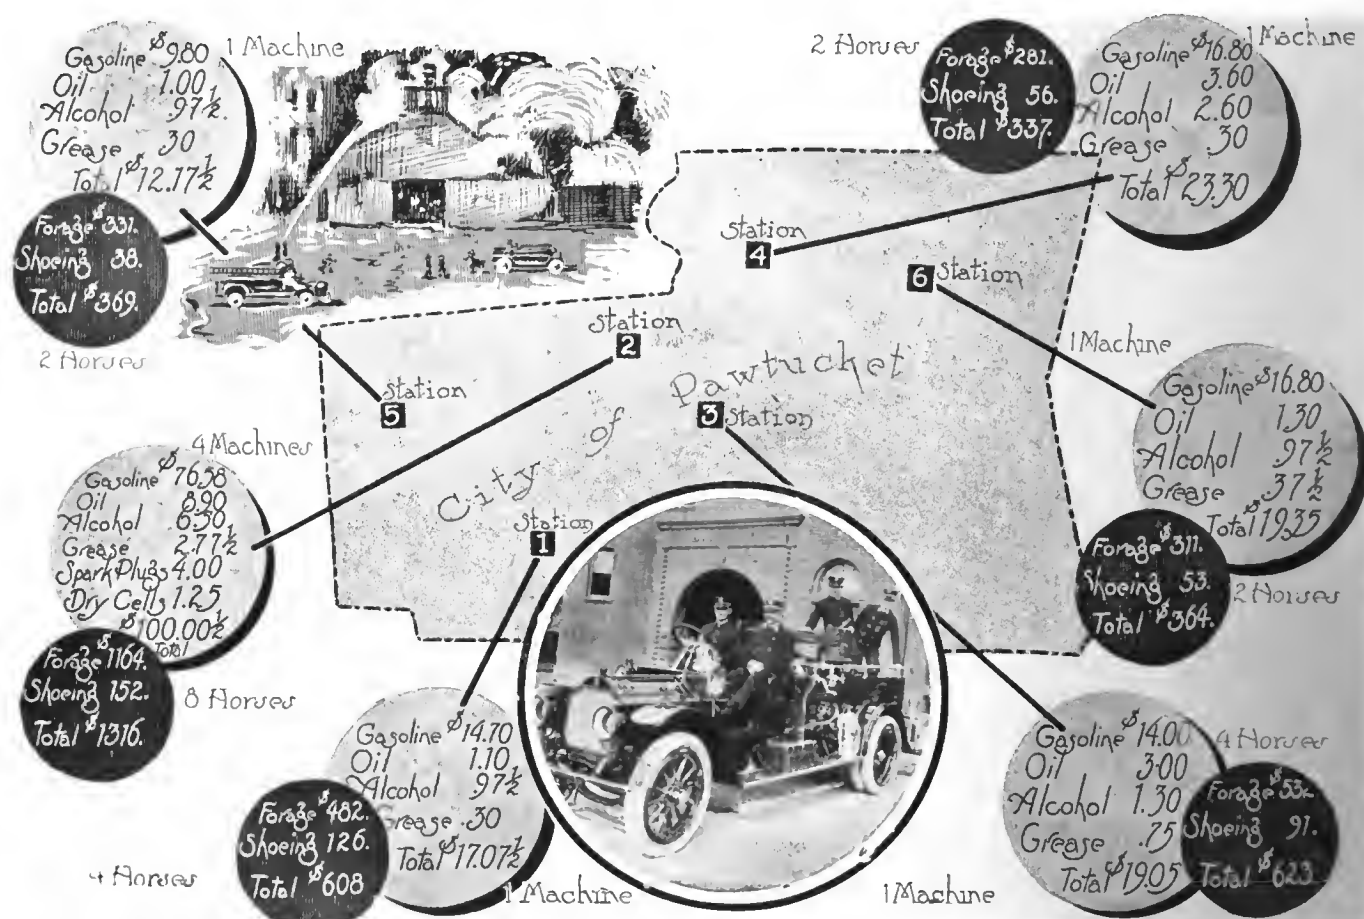 1 Machine
Gasoline $9.80
Oil 1.00
Alcohol .97½
Grease .30
Total $12.17½
Forage $331.
Shoeing 38.
Total $369.
2 Horses
2 Horses
Forage $281.
Shoeing 56.
Total $337.
1 Machine
Gasoline $16.80
Oil 3.60
Alcohol 2.60
Grease .30
Total $23.30
Station
4
6 Station
Station
2
Station
5
3 Station
City of Pawtucket
Station
1
1 Machine
Gasoline $16.80
Oil 1.30
Alcohol .97½
Grease .37½
Total $19.35
Forage $311.
Shoeing 53.
Total $364.
2 Horses
4 Machines
Gasoline $76.58
Oil 8.90
Alcohol 6.50
Grease 2.77½
Spark Plugs 4.00
Dry Cells 1.25
$100.00½
Total
Forage $1164.
Shoeing 152.
Total $1316.
8 Horses
Gasoline $14.70
Oil 1.10
Alcohol .97½
Grease .30
Total $17.07½
1 Machine
Forage $482.
Shoeing 126.
Total $608
4 Horses
Gasoline $14.00
Oil 3.00
Alcohol 1.30
Grease .75
Total $19.05
1 Machine
4 Horses
Forage $532.
Shoeing 91.
Total $623